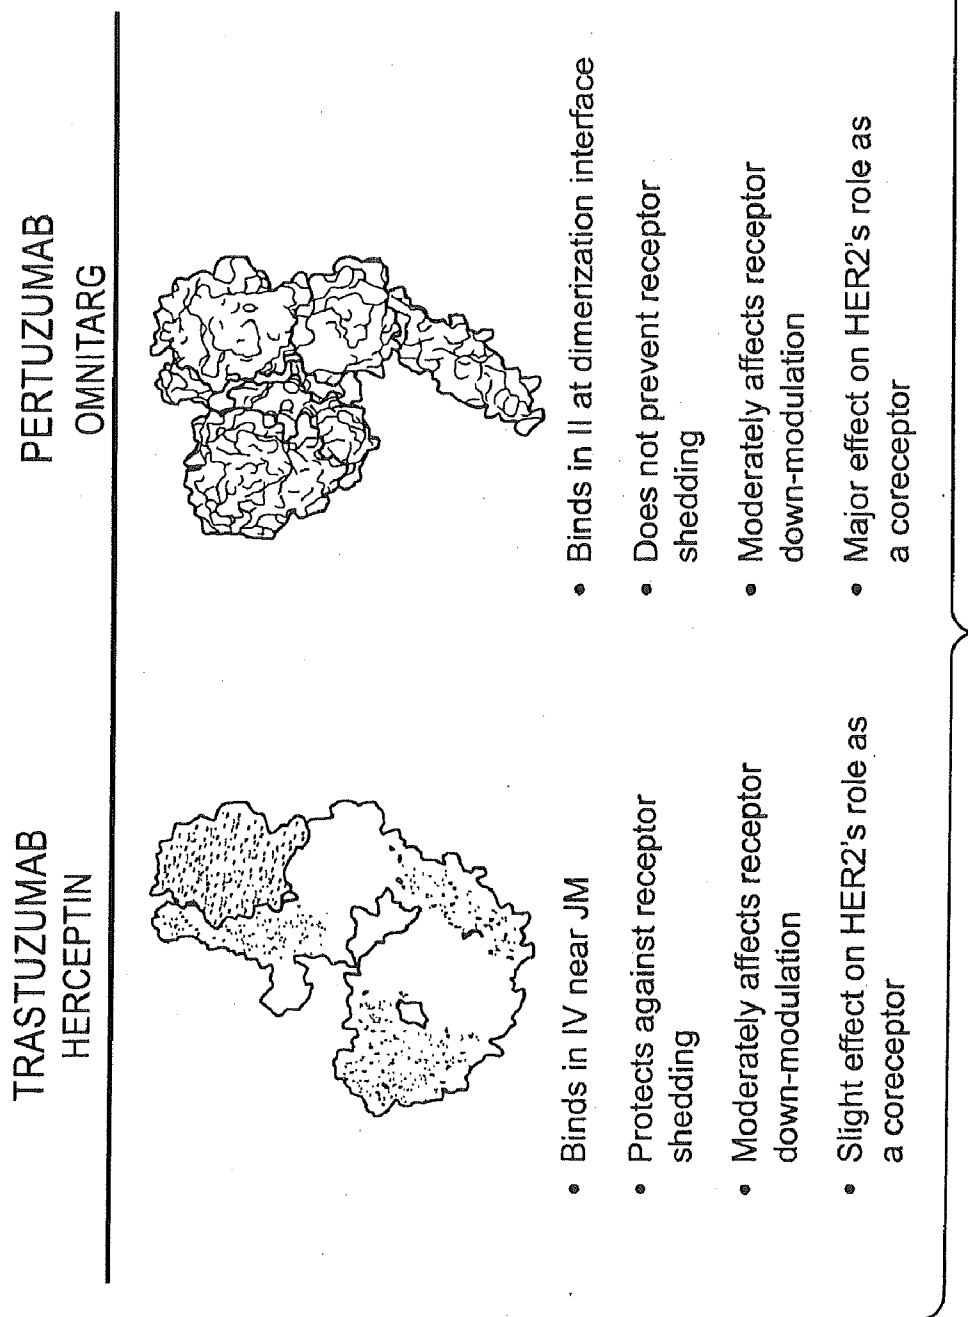 TRASTUZUMAB
HERCEPTIN
• Binds in IV near JM
• Protects against receptor
shedding
• Moderately affects receptor
down-modulation
• Slight effect on HER2's role as
a coreceptor
PERTUZUMAB
OMNITARG
• Binds in II at dimerization interface
• Does not prevent receptor
shedding
• Moderately affects receptor
down-modulation
• Major effect on HER2's role as
a coreceptor